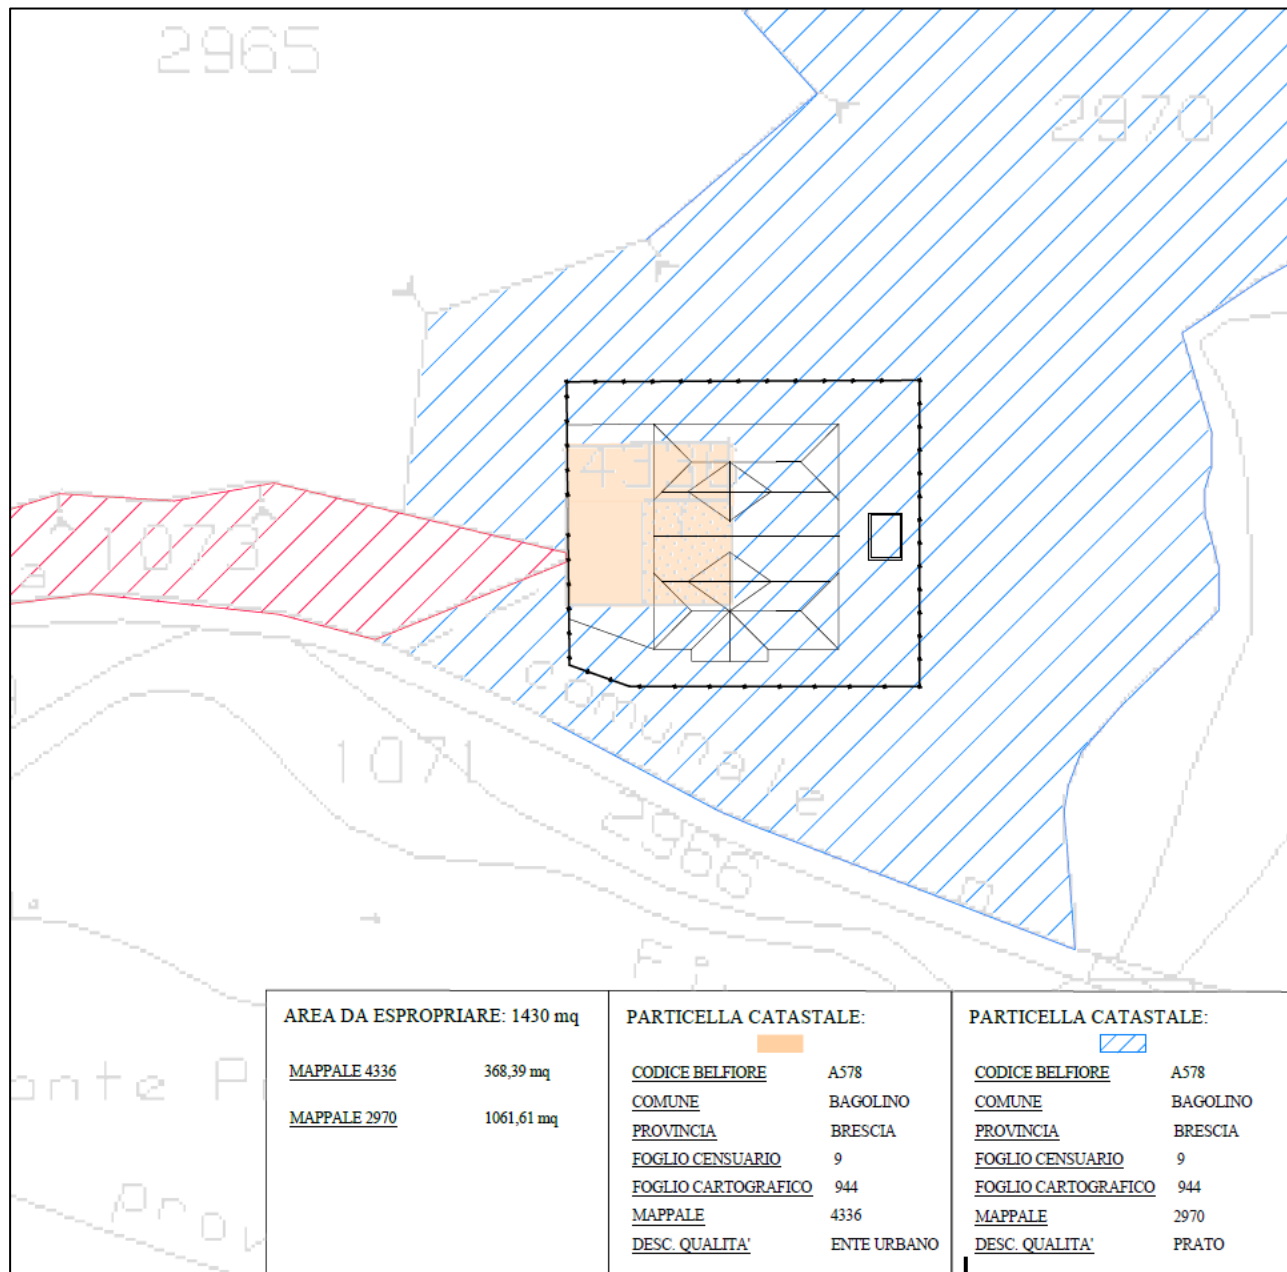 2965
2970
4336
1073
a
comunale
1071
2966
a
AREA DA ESPROPRIARE: 1430 mq
MAPPALE 4336 368,39 mq
MAPPALE 2970 1061,61 mq
PARTICELLA CATASTALE:
CODICE BELFIORE A578
COMUNE BAGOLINO
PROVINCIA BRESCIA
FOGLIO CENSUARIO 9
FOGLIO CARTOGRAFICO 944
MAPPALE 4336
DESC. QUALITA' ENTE URBANO
PARTICELLA CATASTALE:
CODICE BELFIORE A578
COMUNE BAGOLINO
PROVINCIA BRESCIA
FOGLIO CENSUARIO 9
FOGLIO CARTOGRAFICO 944
MAPPALE 2970
DESC. QUALITA' PRATO
onte P
Prov